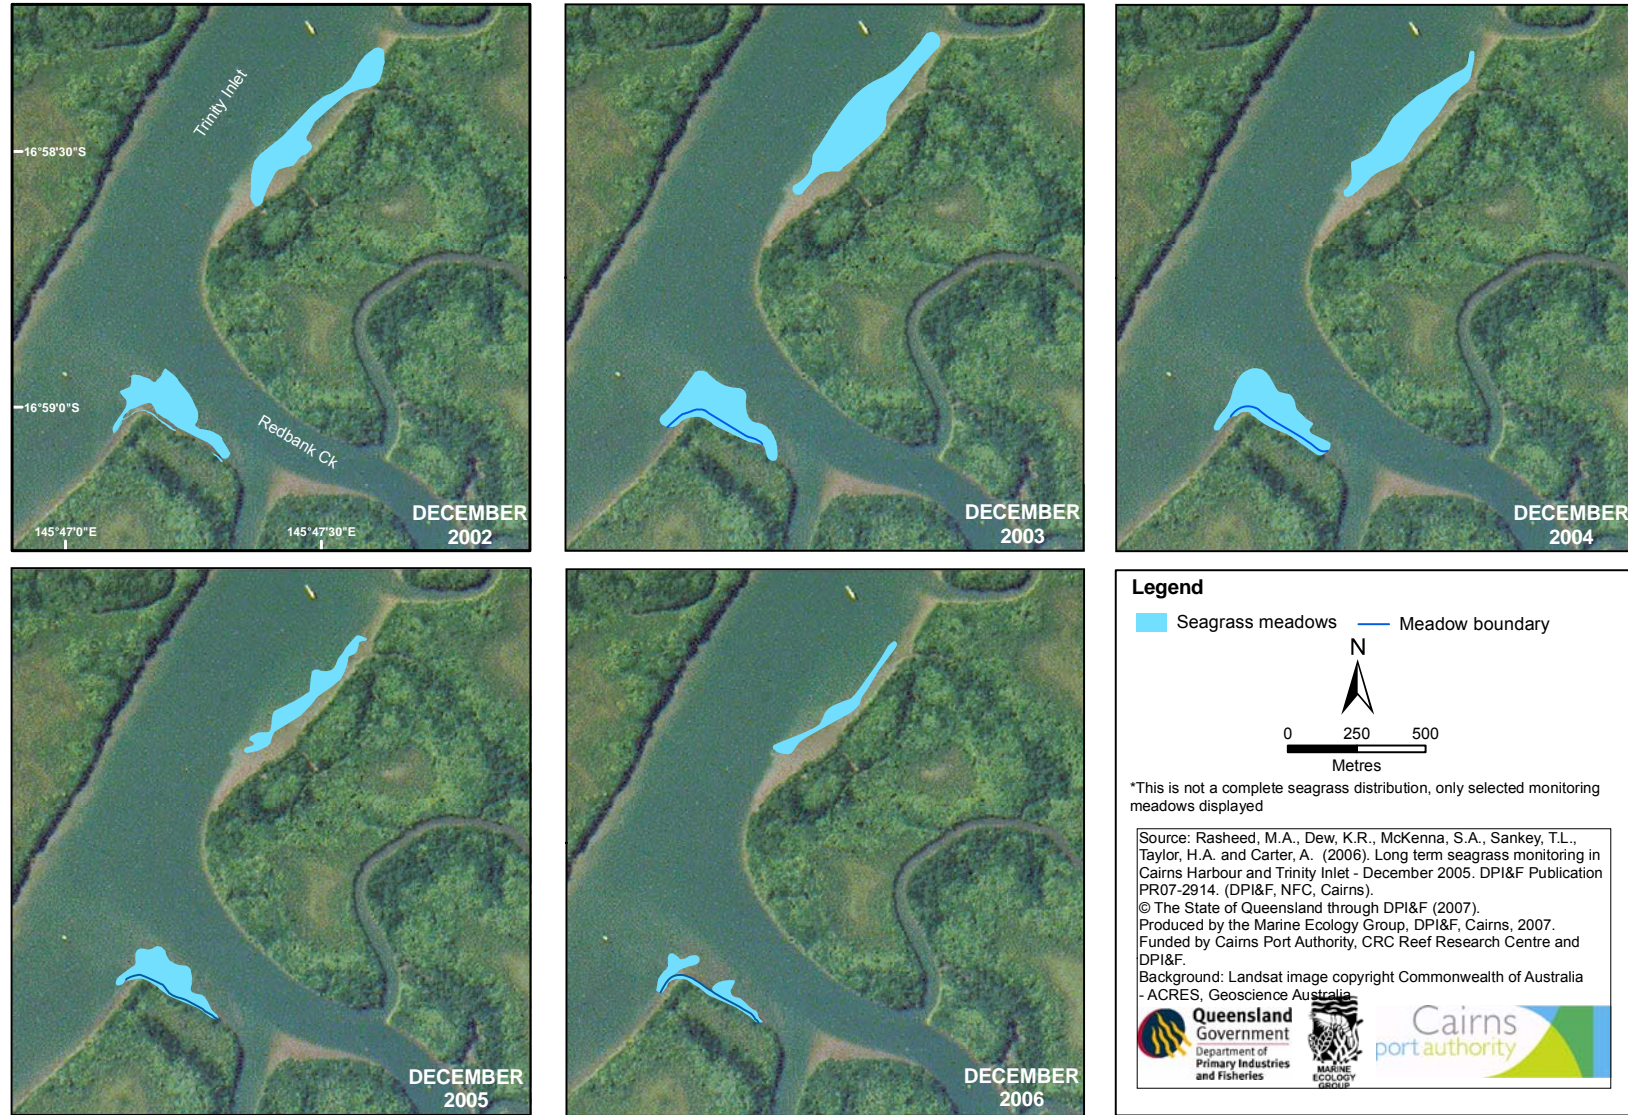 Trinity Inlet
16°58'30"S
16°59'0"S
Redbank Ck
145°47'0"E
145°47'30"E
DECEMBER
2002
DECEMBER
2003
DECEMBER
2004
DECEMBER
2005
DECEMBER
2006
Legend
Seagrass meadows
Meadow boundary
N
0 250 500
Metres
*This is not a complete seagrass distribution, only selected monitoring
meadows displayed
Source: Rasheed, M.A., Dew, K.R., McKenna, S.A., Sankey, T.L.,
Taylor, H.A. and Carter, A. (2006). Long term seagrass monitoring in
Cairns Harbour and Trinity Inlet - December 2005. DPI&F Publication
PR07-2914. (DPI&F, NFC, Cairns).
© The State of Queensland through DPI&F (2007).
Produced by the Marine Ecology Group, DPI&F, Cairns, 2007.
Funded by Cairns Port Authority, CRC Reef Research Centre and
DPI&F.
Background: Landsat image copyright Commonwealth of Australia
- ACRES, Geoscience Australia
Queensland
Government
Department of
Primary Industries
and Fisheries
MARINE
ECOLOGY
GROUP
Cairns
port authority